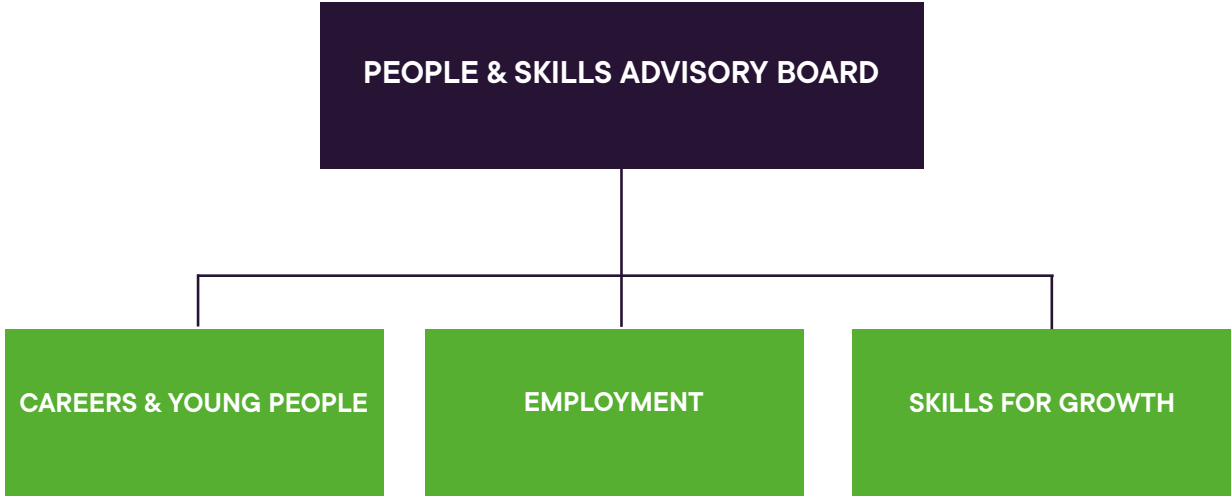 PEOPLE & SKILLS ADVISORY BOARD
CAREERS & YOUNG PEOPLE
EMPLOYMENT
SKILLS FOR GROWTH